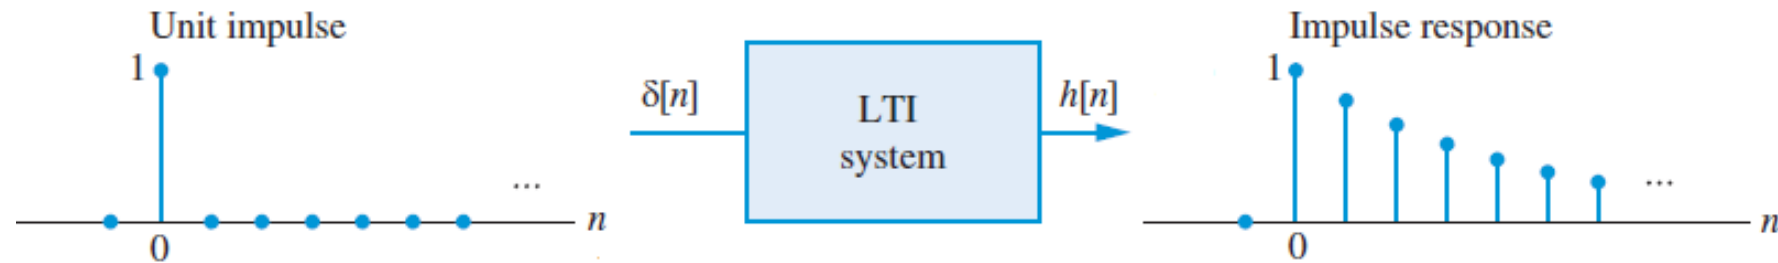 Unit impulse
1
0
...
n
δ[n]
LTI
system
h[n]
Impulse response
1
0
...
n